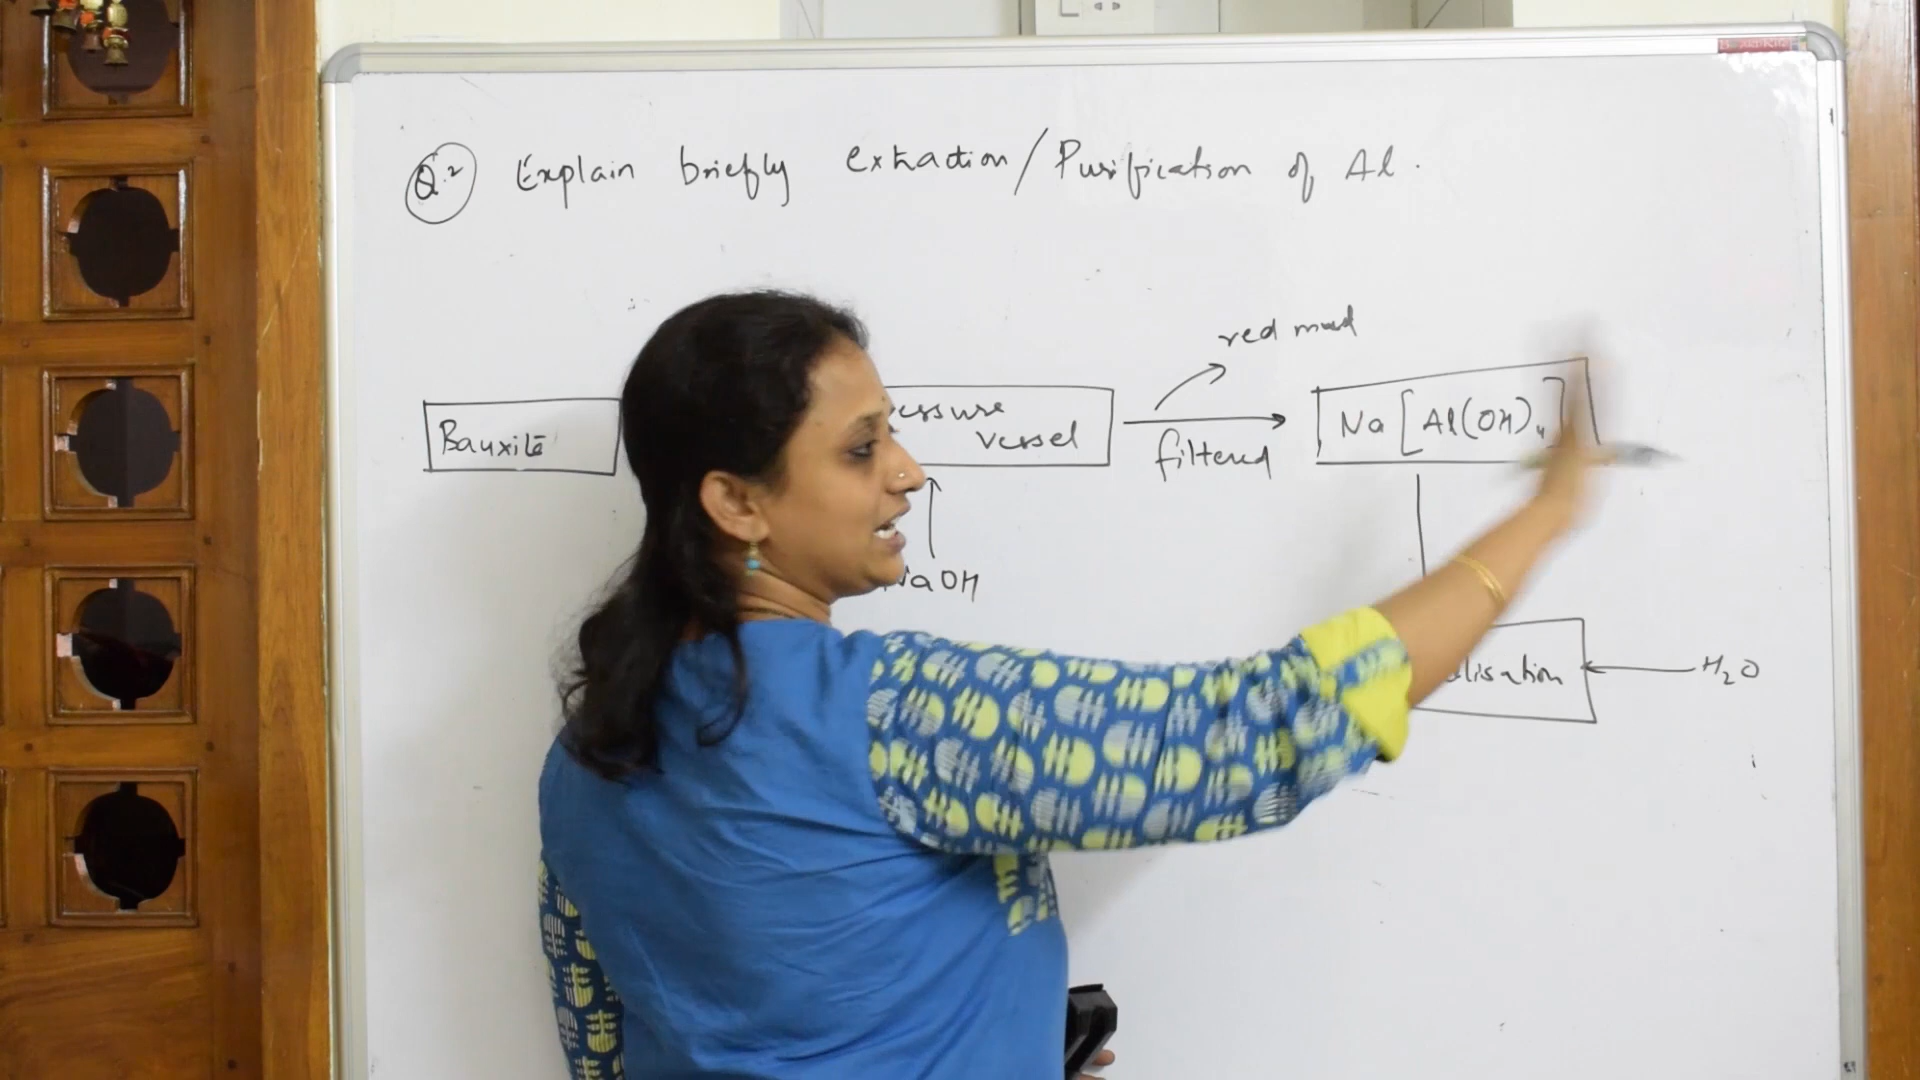 Q.2 Explain briefly extraction/Purification of Al.
red mud
Bauxite
essure
vessel
filtered
Na[Al(OH)4]
NaOH
lisation
H2O